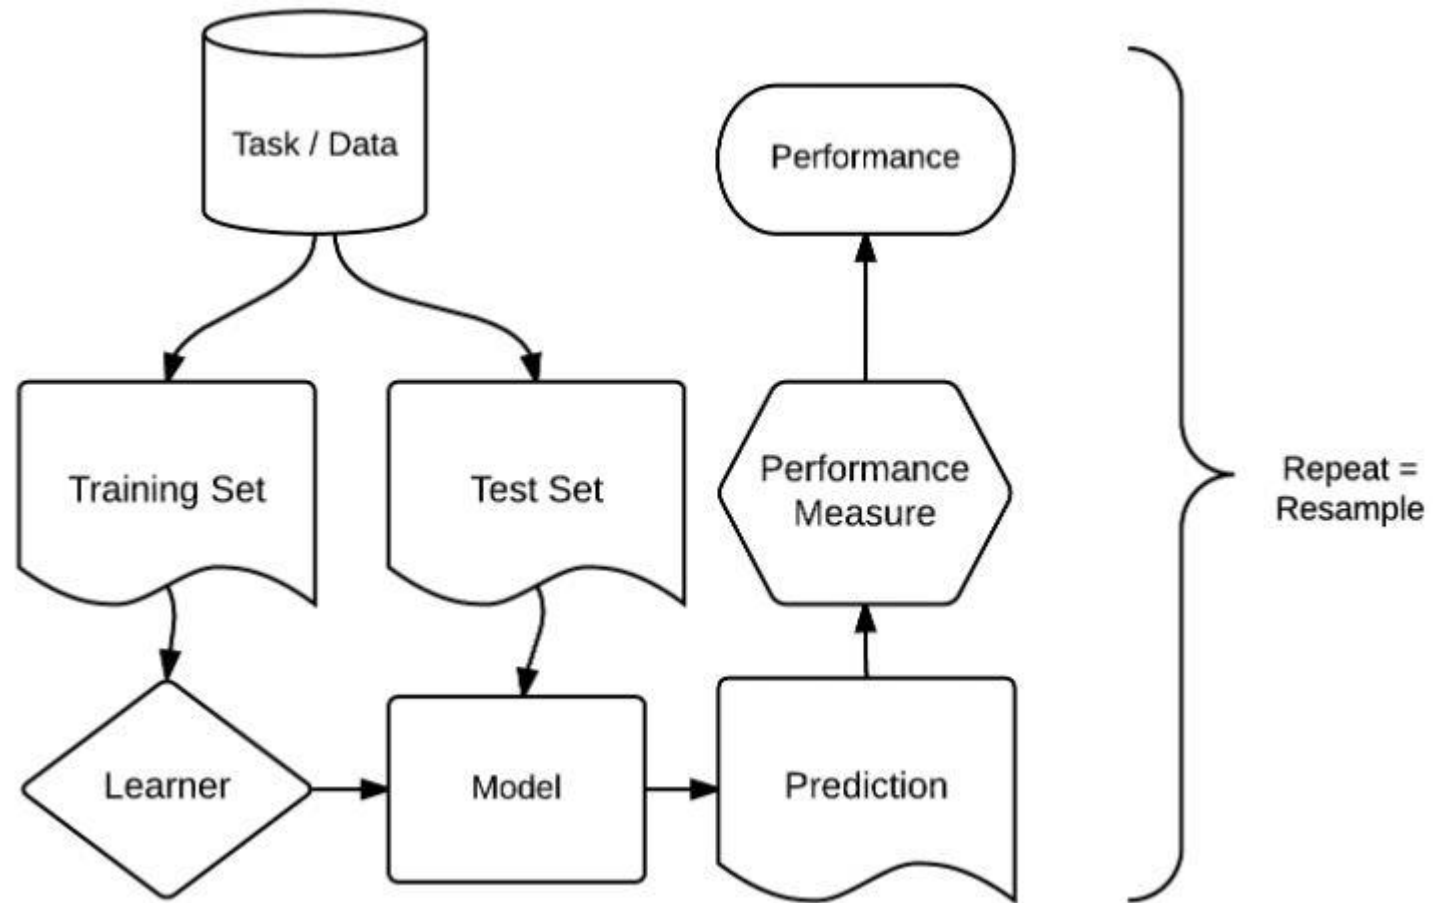 Task / Data
Performance
Training Set
Test Set
Performance
Measure
Repeat =
Resample
Learner
Model
Prediction